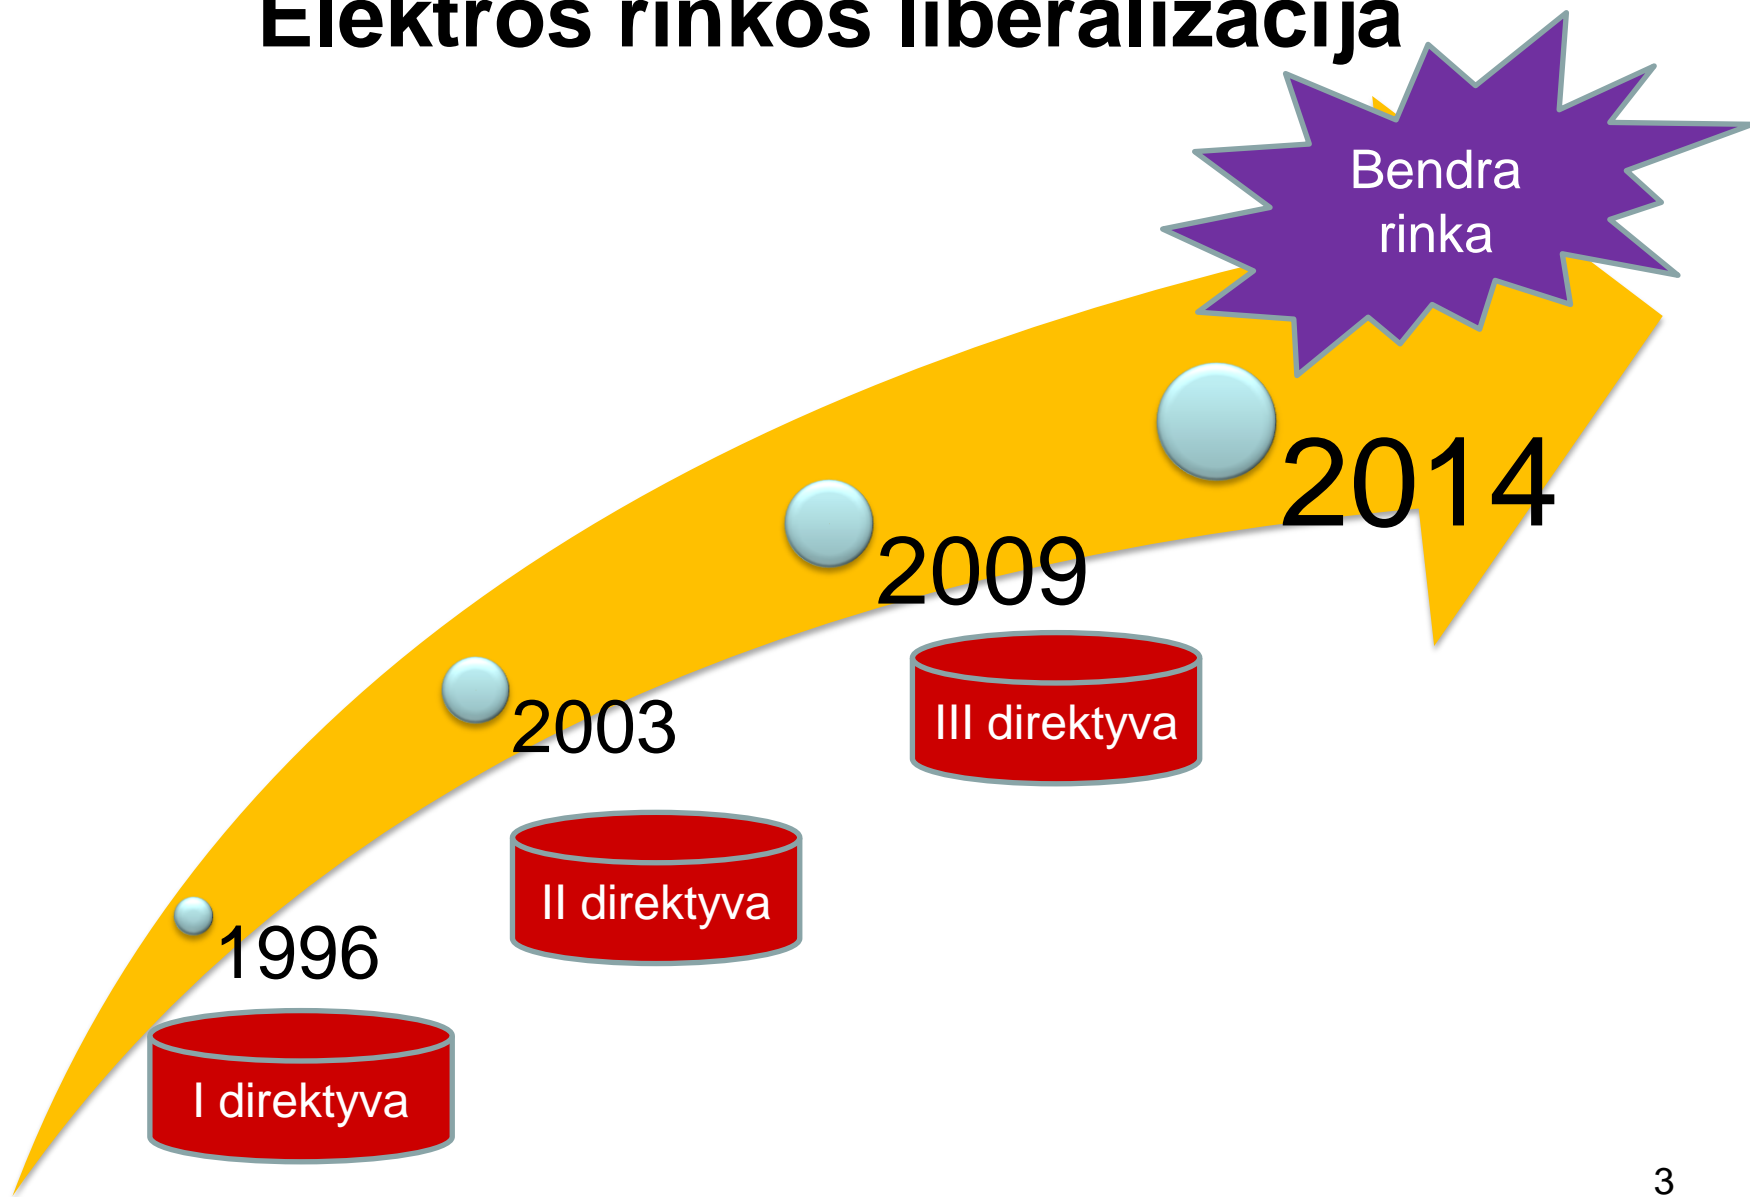 Elektros rinkos liberalizacija
Bendra
rinka
2014
2009
III direktyva
2003
II direktyva
1996
I direktyva
3